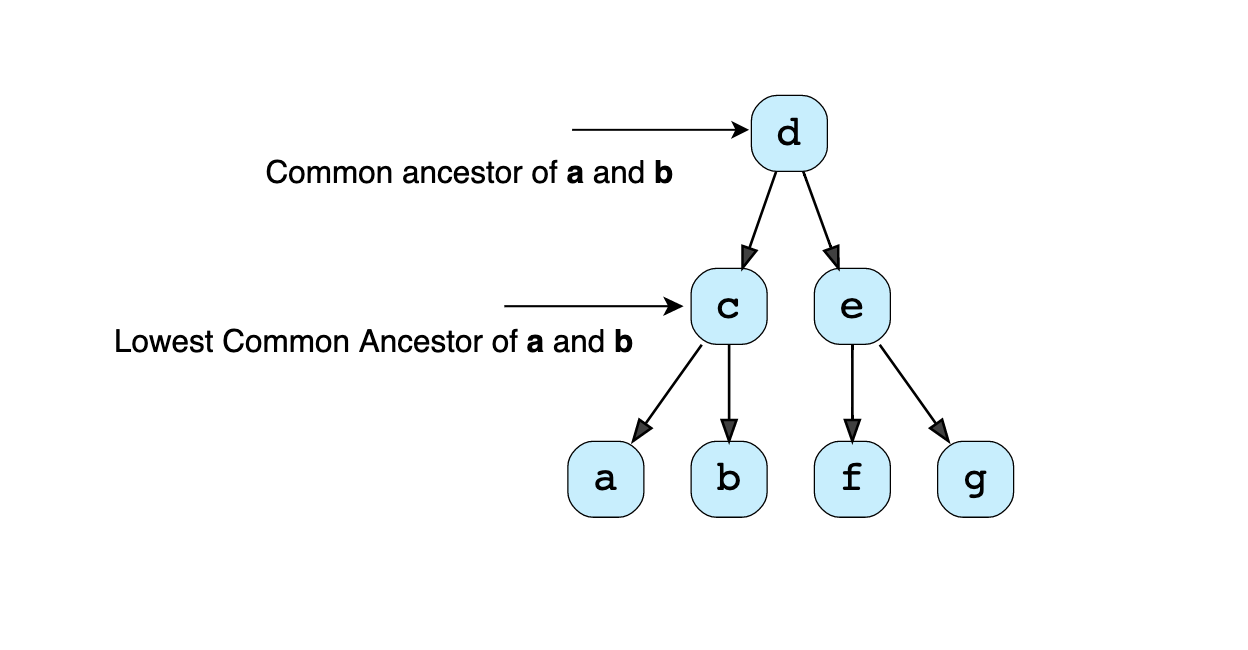 d
Common ancestor of a and b
c
e
Lowest Common Ancestor of a and b
a
b
f
g